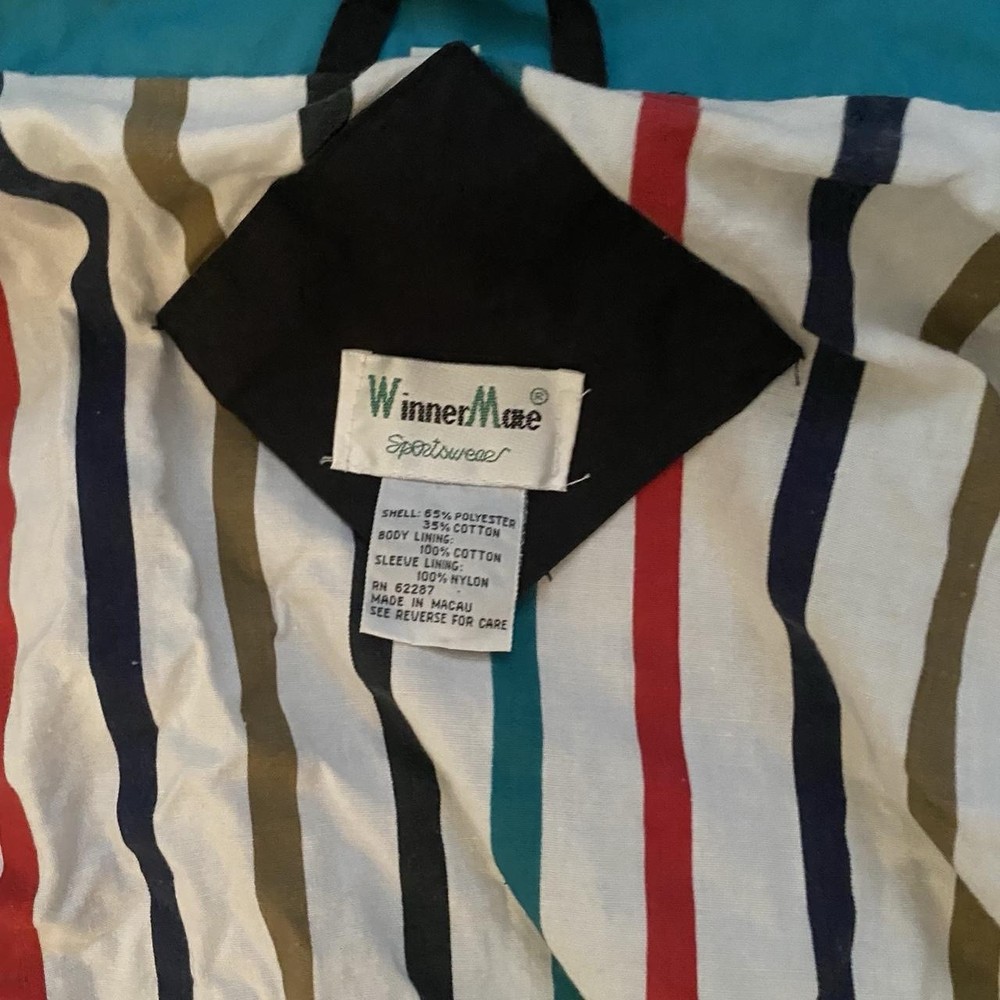 WinnerMate®
Sportswear
SHELL: 65% POLYESTER
35% COTTON
BODY LINING:
100% COTTON
SLEEVE LINING:
100% NYLON
RN 62287
MADE IN MACAU
SEE REVERSE FOR CARE